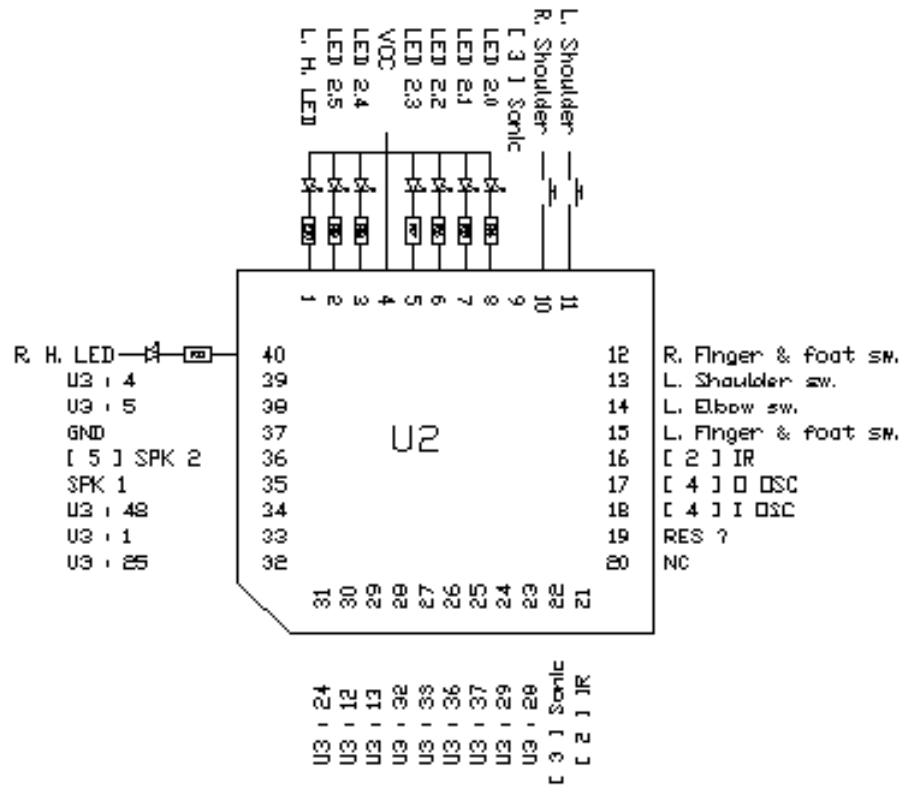 L. H. LED
LED 2.5
LED 2.4
VCC
LED 2.3
LED 2.2
LED 2.1
LED 2.0
[ 3 ] Sonic
R. Shoulder
L. Shoulder
1 2 3 4 5 6 7 8 9 10 11
R. H. LED 40
U3 : 4 39
U3 : 5 38
GND 37
[ 5 ] SPK 2 36
SPK 1 35
U3 : 48 34
U3 : 1 33
U3 : 25 32
U2
12 R. Finger & foat sw.
13 L. Shoulder sw.
14 L. Elbow sw.
15 L. Finger & foat sw.
16 [ 2 ] IR
17 [ 4 ] O OSC
18 [ 4 ] I OSC
19 RES ?
20 NC
31 30 29 28 27 26 25 24 23 22 21
U3 : 24
U3 : 12
U3 : 13
U3 : 32
U3 : 33
U3 : 36
U3 : 37
U3 : 29
U3 : 28
[ 3 ] Sonic
[ 2 ] IR